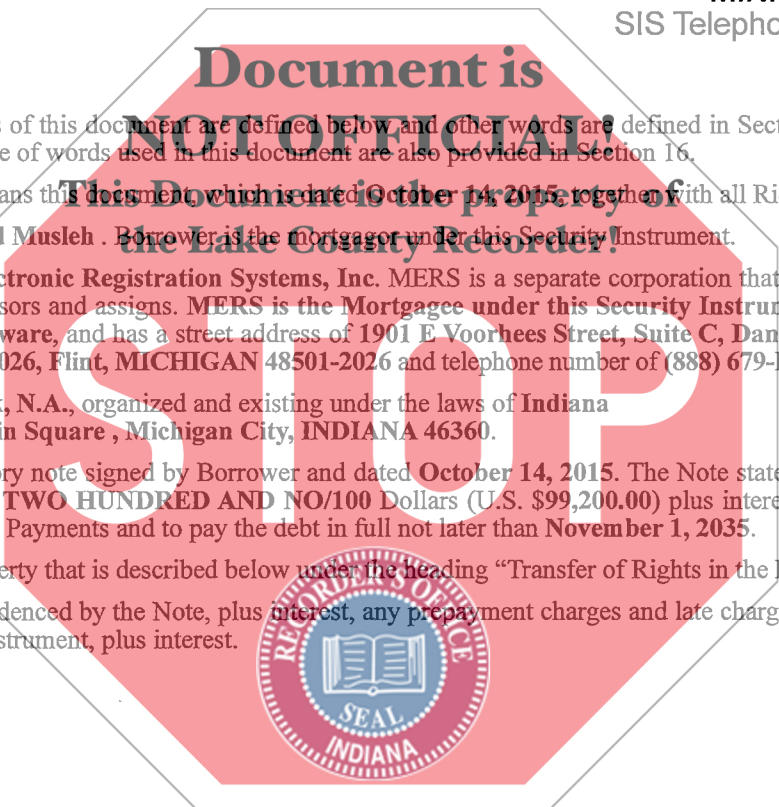 SIS Telepho
Document is
s of this document are defined below and other words are defined in Sect
NOT OFFICIAL!
e of words used in this document are also provided in Section 16.
ans this document, which is dated October 14, 2015, together with all Ri
This Document is the property of
l Musleh . Borrower is the mortgagor under this Security Instrument.
the Lake County Recorder!
ctronic Registration Systems, Inc. MERS is a separate corporation that
sors and assigns. MERS is the Mortgagee under this Security Instrum
ware, and has a street address of 1901 E Voorhees Street, Suite C, Dan
026, Flint, MICHIGAN 48501-2026 and telephone number of (888) 679-
STOP
, N.A., organized and existing under the laws of Indiana
in Square , Michigan City, INDIANA 46360.
ry note signed by Borrower and dated October 14, 2015. The Note state
TWO HUNDRED AND NO/100 Dollars (U.S. $99,200.00) plus intere
Payments and to pay the debt in full not later than November 1, 2035.
erty that is described below under the heading “Transfer of Rights in the
denced by the Note, plus interest, any prepayment charges and late charg
strument, plus interest.
RECORDER'S OFFICE
SEAL
INDIANA